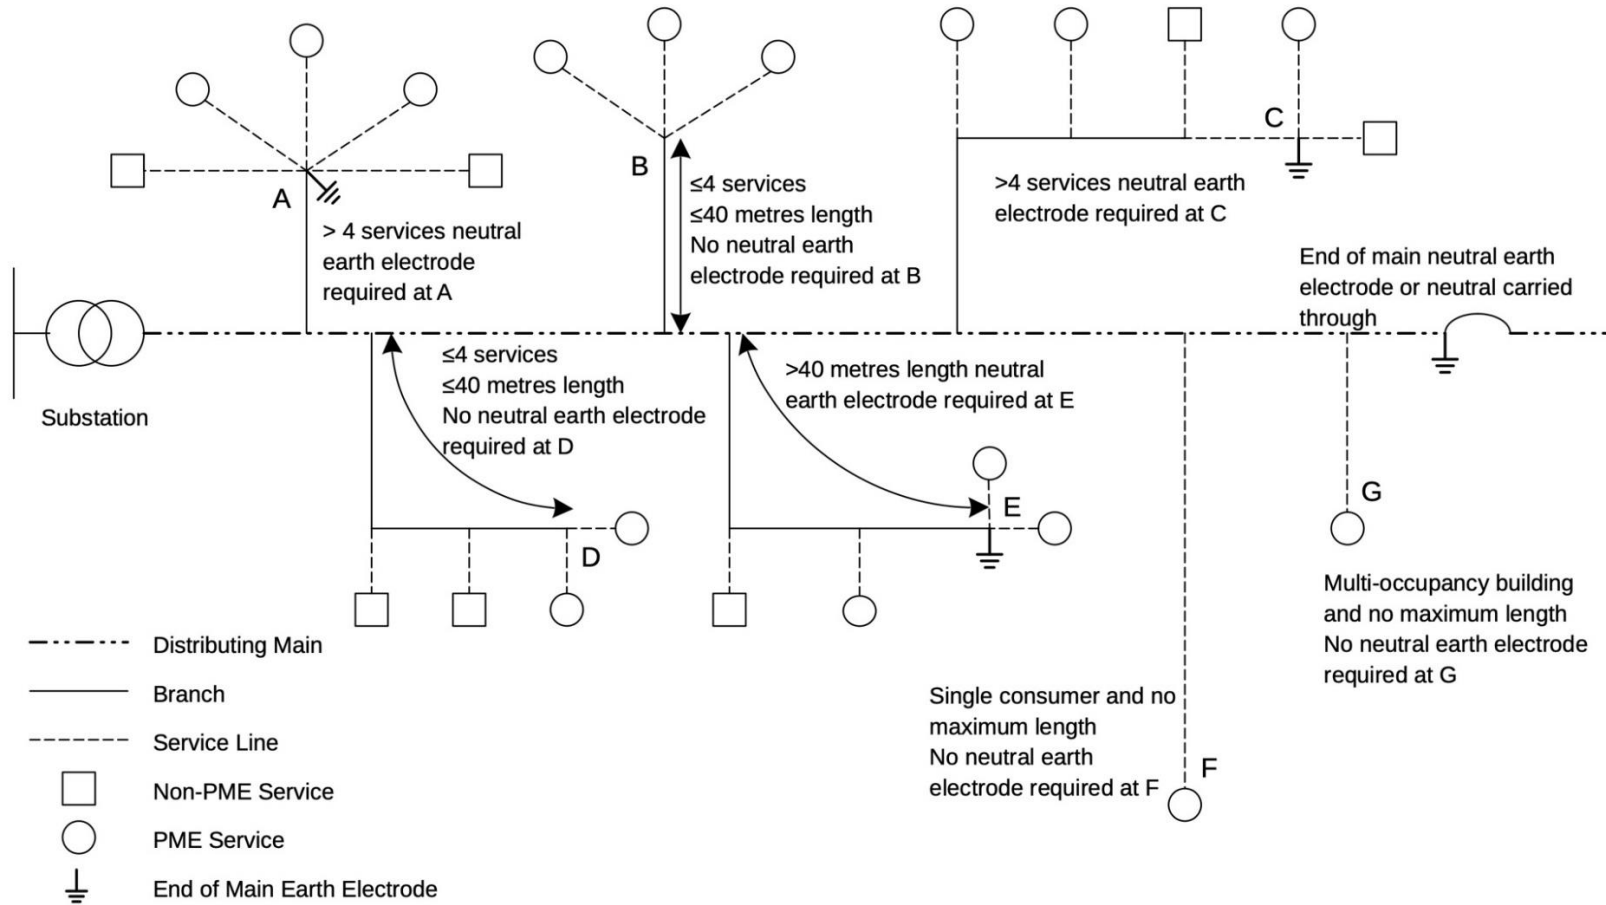 A
> 4 services neutral
earth electrode
required at A
B
≤4 services
≤40 metres length
No neutral earth
electrode required at B
C
>4 services neutral earth
electrode required at C
End of main neutral earth
electrode or neutral carried
through
Substation
≤4 services
≤40 metres length
No neutral earth electrode
required at D
D
>40 metres length neutral
earth electrode required at E
E
G
Multi-occupancy building
and no maximum length
No neutral earth electrode
required at G
Single consumer and no
maximum length
No neutral earth
electrode required at F
F
Distributing Main
Branch
Service Line
Non-PME Service
PME Service
End of Main Earth Electrode